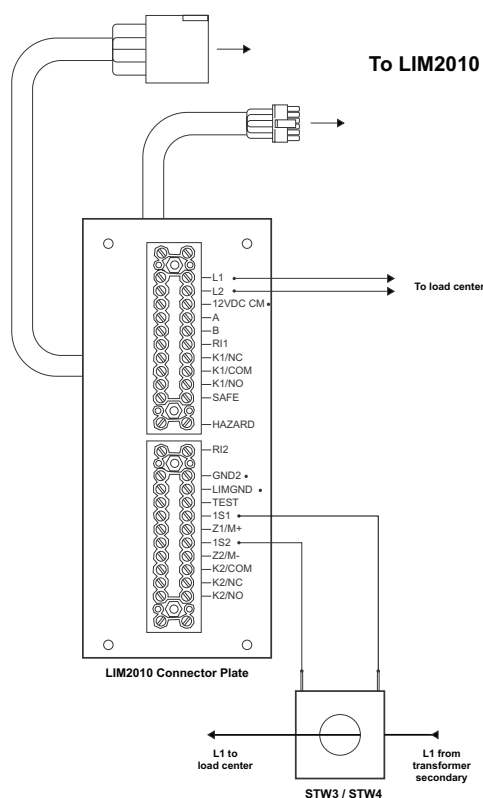 To LIM2010
L1
L2
To load center
12VDC CM
A
B
RI1
K1/NC
K1/COM
K1/NO
SAFE
HAZARD
RI2
GND2
LIMGND
TEST
1S1
Z1/M+
1S2
Z2/M-
K2/COM
K2/NC
K2/NO
LIM2010 Connector Plate
L1 to
load center
L1 from
transformer
secondary
STW3 / STW4